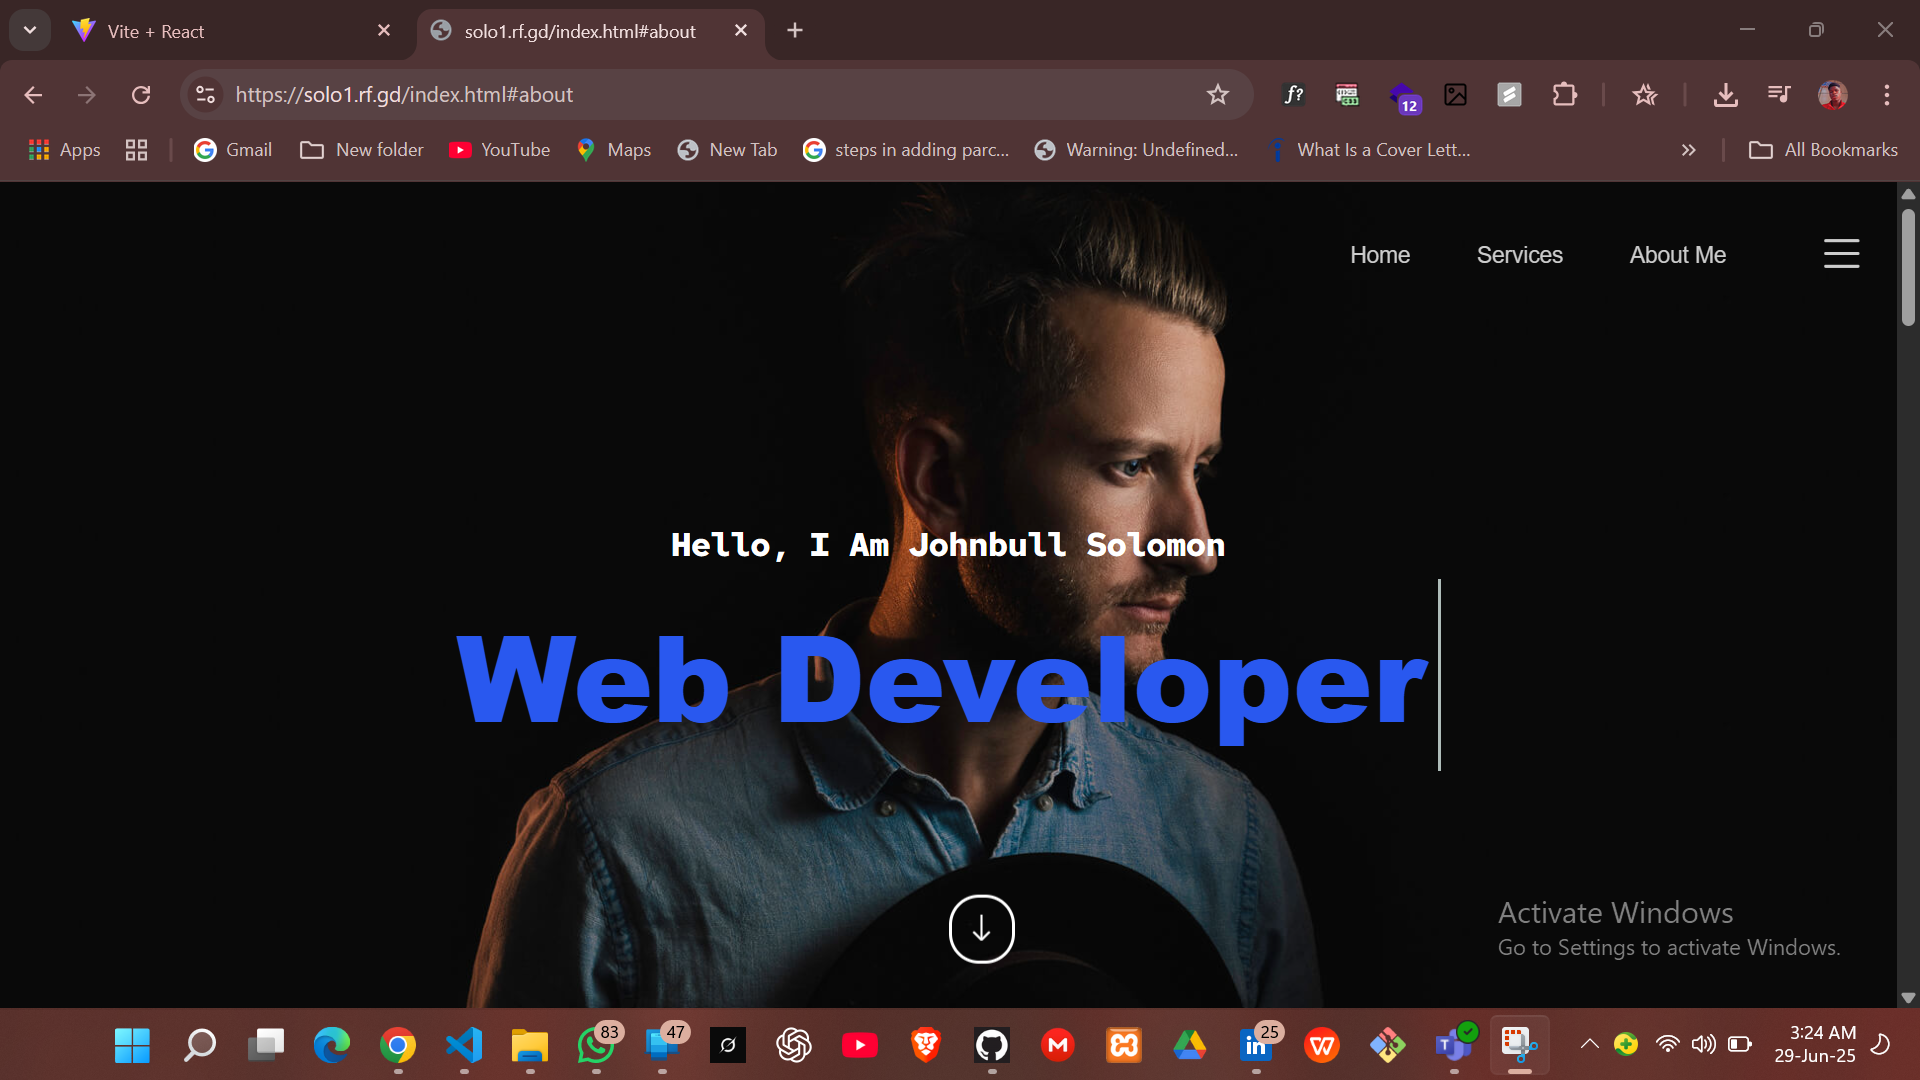 Vite + React
solo1.rf.gd/index.html#about
https://solo1.rf.gd/index.html#about
f?
12
Apps
Gmail
New folder
YouTube
Maps
New Tab
steps in adding parc...
Warning: Undefined...
What Is a Cover Lett...
All Bookmarks
Home
Services
About Me
Hello, I Am Johnbull Solomon
Web Developer
Activate Windows
Go to Settings to activate Windows.
83
47
25
3:24 AM
29-Jun-25